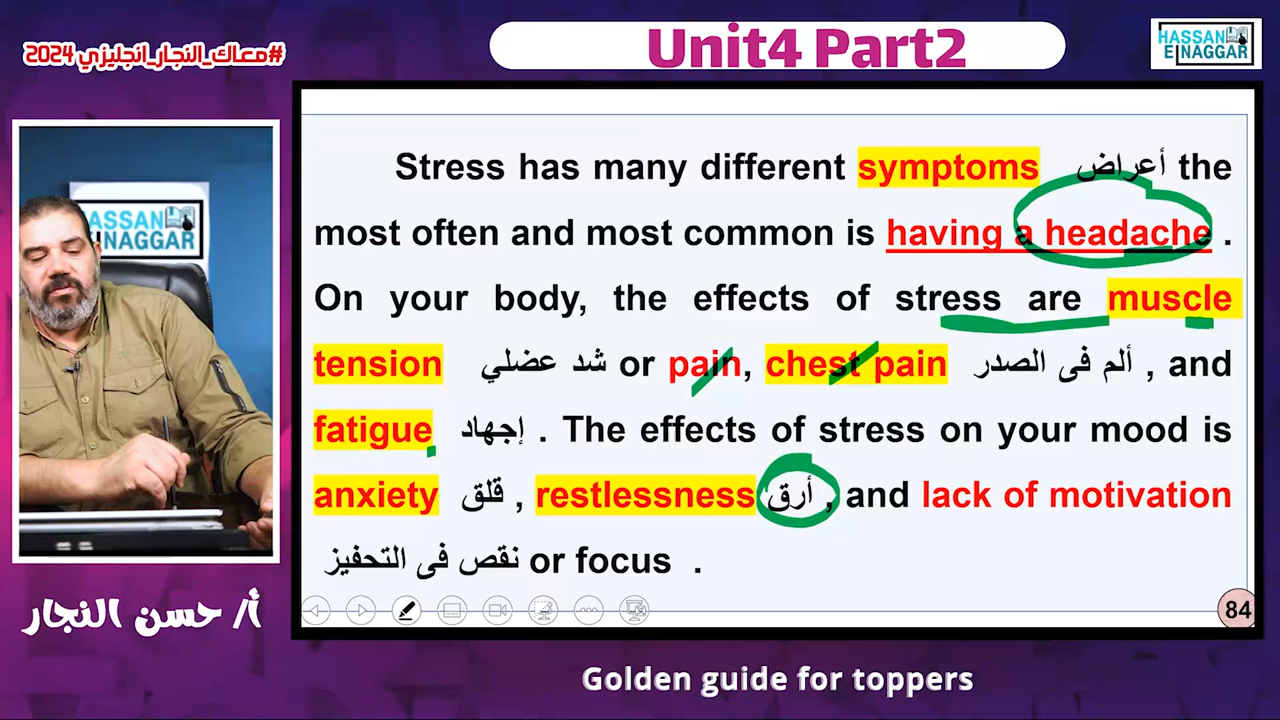 #معاك_النجار_انجليزي 2024
Unit4 Part2
HASSAN
ElNAGGAR
HASSAN
ElNAGGAR
Stress has many different symptoms أعراض the
most often and most common is having a headache .
On your body, the effects of stress are muscle
tension شد عضلي or pain, chest pain ألم فى الصدر , and
fatigue إجهاد . The effects of stress on your mood is
anxiety قلق , restlessness أرق , and lack of motivation
نقص فى التحفيز or focus .
84
أ/ حسن النجار
Golden guide for toppers